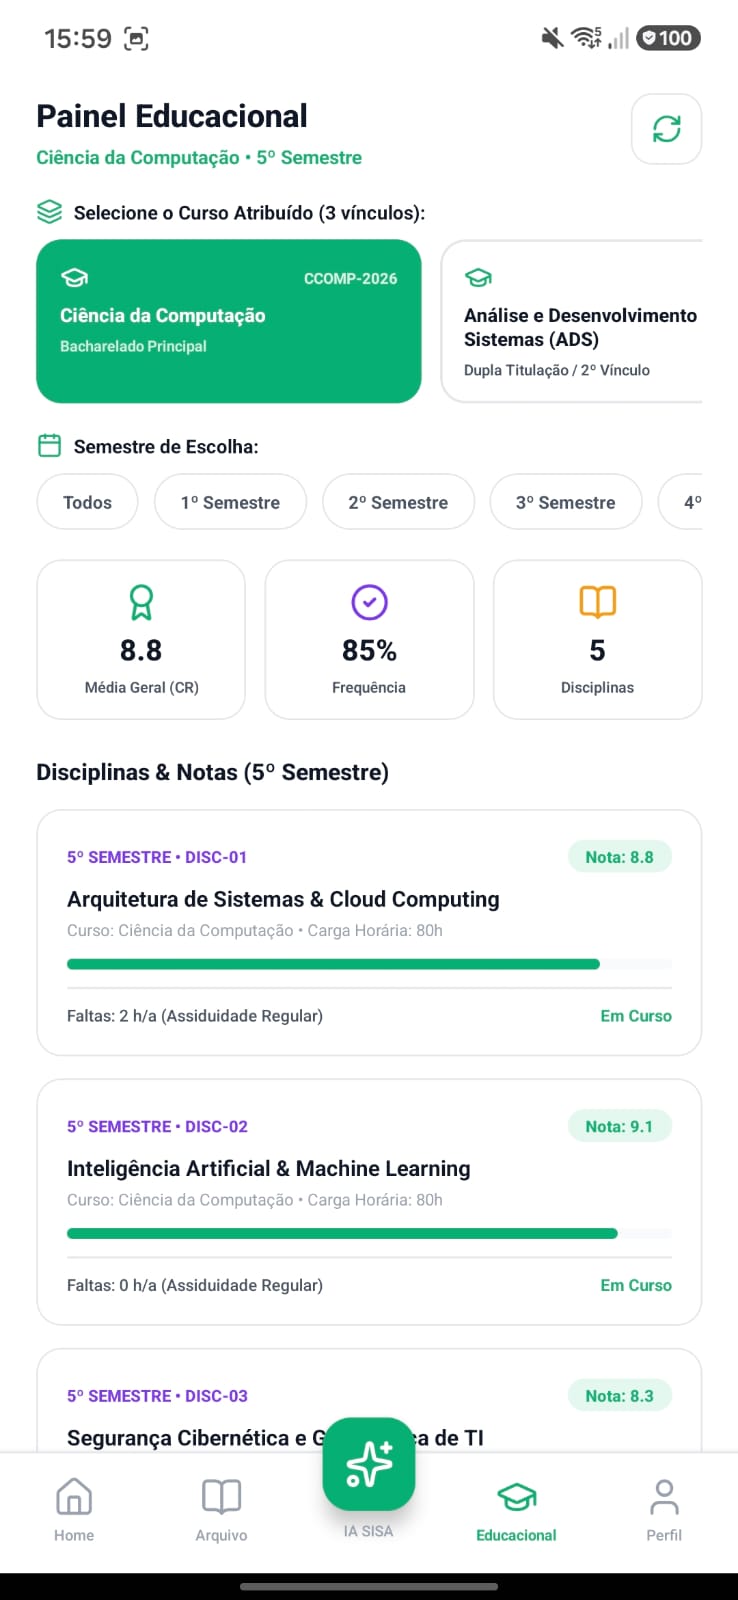 15:59
5
100
Painel Educacional
Ciência da Computação • 5º Semestre
Selecione o Curso Atribuído (3 vínculos):
CCOMP-2026
Ciência da Computação
Bacharelado Principal
Análise e Desenvolvimento
Sistemas (ADS)
Dupla Titulação / 2º Vínculo
Semestre de Escolha:
Todos
1º Semestre
2º Semestre
3º Semestre
4º
8.8
Média Geral (CR)
85%
Frequência
5
Disciplinas
Disciplinas & Notas (5º Semestre)
5º SEMESTRE • DISC-01
Nota: 8.8
Arquitetura de Sistemas & Cloud Computing
Curso: Ciência da Computação • Carga Horária: 80h
Faltas: 2 h/a (Assiduidade Regular)
Em Curso
5º SEMESTRE • DISC-02
Nota: 9.1
Inteligência Artificial & Machine Learning
Curso: Ciência da Computação • Carga Horária: 80h
Faltas: 0 h/a (Assiduidade Regular)
Em Curso
5º SEMESTRE • DISC-03
Nota: 8.3
Segurança Cibernética e de TI
Home
Arquivo
IA SISA
Educacional
Perfil